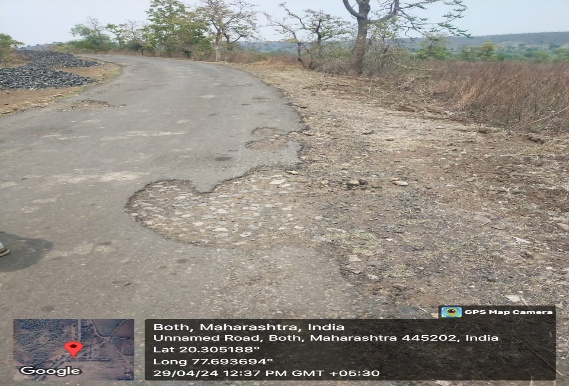 GPS Map Camera
Both, Maharashtra, India
Unnamed Road, Both, Maharashtra 445202, India
Lat 20.305188°
Long 77.693694°
29/04/24 12:37 PM GMT +05:30
Google